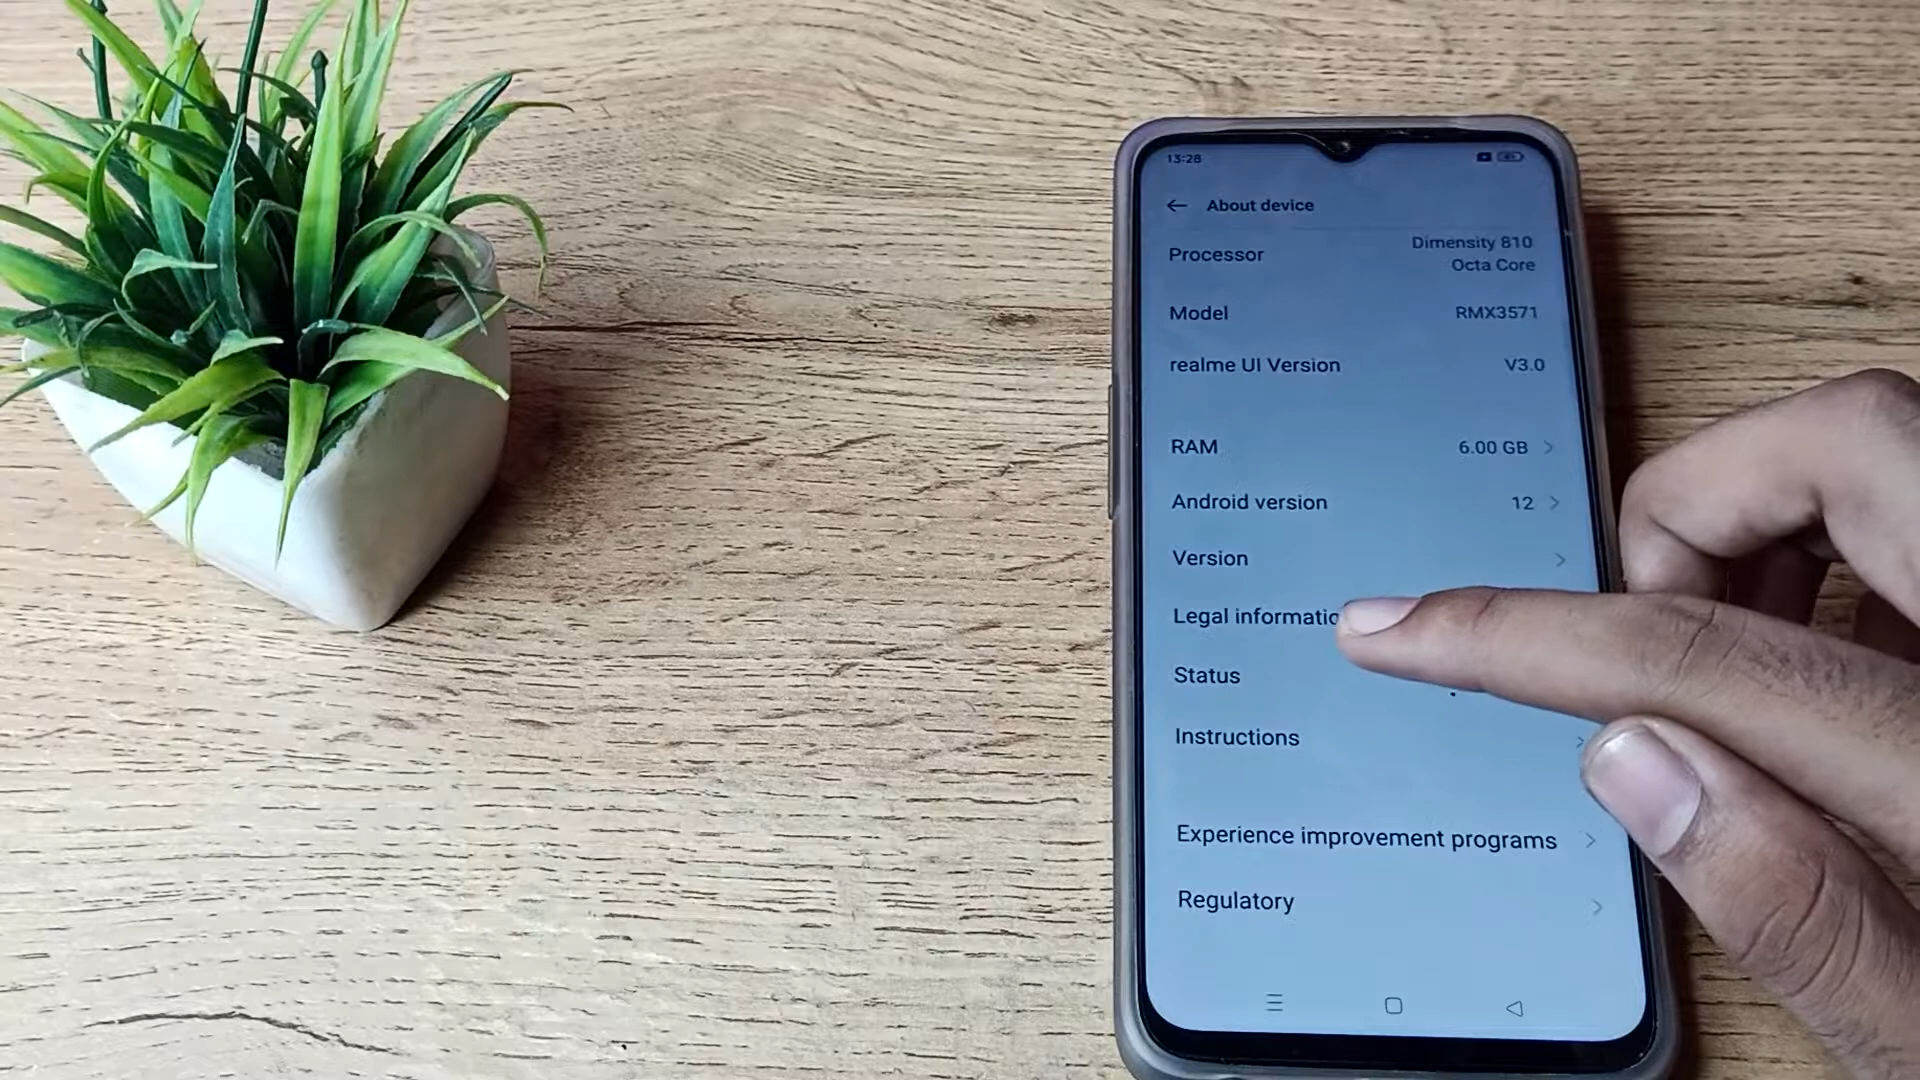 13:28
About device
Processor
Dimensity 810
Octa Core
Model
RMX3571
realme UI Version
V3.0
RAM
6.00 GB
Android version
12
Version
Legal informatio
Status
Instructions
Experience improvement programs
Regulatory